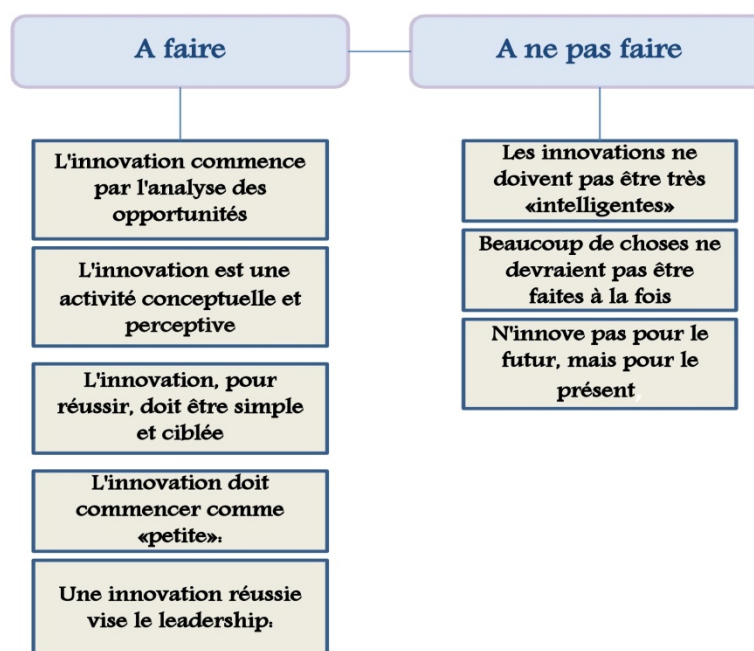 A faire
A ne pas faire
L'innovation commence
par l'analyse des
opportunités
L'innovation est une
activité conceptuelle et
perceptive
L'innovation, pour
réussir, doit être simple
et ciblée
L'innovation doit
commencer comme
«petite»:
Une innovation réussie
vise le leadership:
Les innovations ne
doivent pas être très
«intelligentes»
Beaucoup de choses ne
devraient pas être
faites à la fois
N'innove pas pour le
futur, mais pour le
présent,